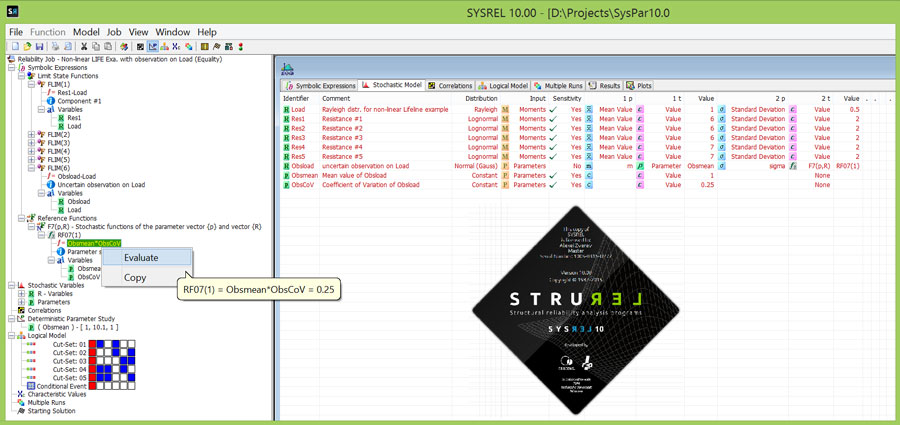 SYSREL 10.00 - [D:\Projects\SysPar10.0
File Function Model Job View Window Help
Reliability Job - Non-linear LIFE Exa. with observation on Load (Equality)
Symbolic Expressions
Limit State Functions
FLIM(1)
Res1-Load
Component #1
Variables
Res1
Load
FLIM(2)
FLIM(3)
FLIM(4)
FLIM(5)
FLIM(6)
Obsload-Load
Uncertain observation on Load
Variables
Obsload
Load
Reference Functions
F7(p,R) - Stochastic functions of the parameter vector {p} and vector {R}
RF07(1)
Obsmean*ObsCoV
Parameter s
Variables
Obsmea
ObsCoV
Evaluate
Copy
RF07(1) = Obsmean*ObsCoV = 0.25
Stochastic Variables
R - Variables
Parameters
Correlations
Deterministic Parameter Study
( Obsmean ) - [ 1, 10.1, 1 ]
Logical Model
Cut-Set: 01
Cut-Set: 02
Cut-Set: 03
Cut-Set: 04
Cut-Set: 05
Conditional Event
Characteristic Values
Multiple Runs
Starting Solution
Symbolic Expressions Stochastic Model Correlations Logical Model Multiple Runs Results Plots
Identifier Comment Distribution Input Sensitivity 1 p 1 t Value 2 p 2 t Value . .
Load Rayleigh distr. for non-linear Lifeline example Rayleigh Moments Yes Mean Value Value 1 Standard Deviation Value 0.5
Res1 Resistance #1 Lognormal Moments Yes Mean Value Value 6 Standard Deviation Value 2
Res2 Resistance #2 Lognormal Moments Yes Mean Value Value 6 Standard Deviation Value 2
Res3 Resistance #3 Lognormal Moments Yes Mean Value Value 6 Standard Deviation Value 2
Res4 Resistance #4 Lognormal Moments Yes Mean Value Value 7 Standard Deviation Value 2
Res5 Resistance #5 Lognormal Moments Yes Mean Value Value 7 Standard Deviation Value 2
Obsload uncertain observation on Load Normal (Gauss) Parameters No m Parameter Obsmean sigma F7(p,R) RF07(1)
Obsmean Mean value of Obsload Constant Parameters Yes c Value 1 None
ObsCoV Coefficient of Variation of Obsload Constant Parameters Yes c Value 0.25 None
This copy of
SYSREL
is licensed to:
Alexei Zverev
Master
STRUREL
Structural reliability analysis programs
SYSREL10
developed by